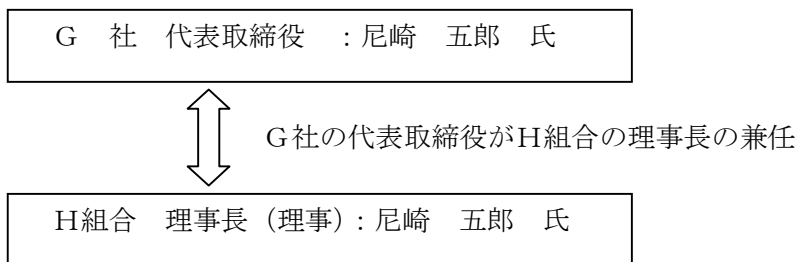 G　社　代表取締役　：尼崎　五郎　氏
G社の代表取締役がH組合の理事長の兼任
H組合　理事長（理事）：尼崎　五郎　氏